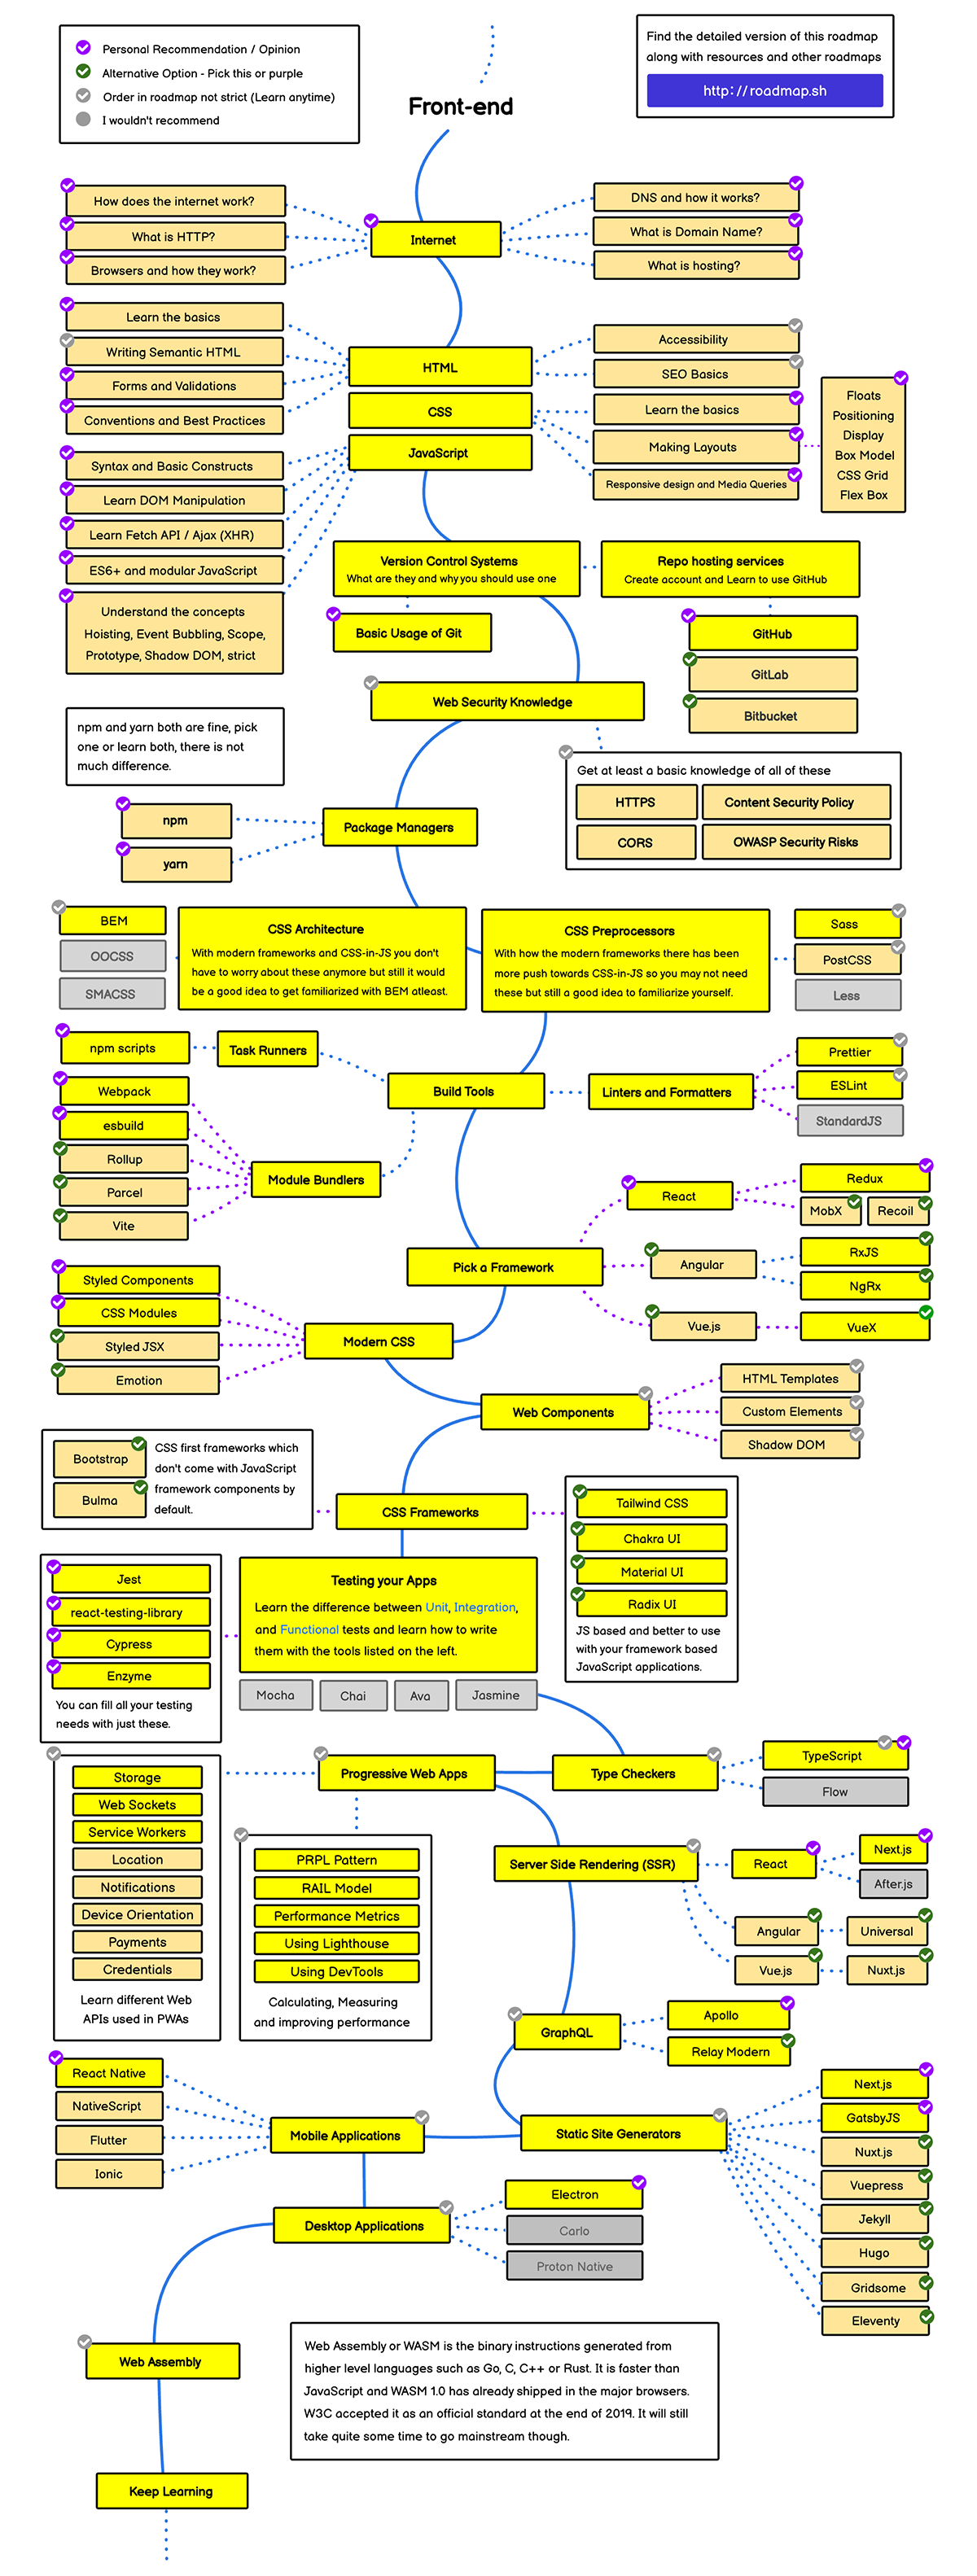 Personal Recommendation / Opinion
Alternative Option - Pick this or purple
Order in roadmap not strict (Learn anytime)
I wouldn't recommend
Find the detailed version of this roadmap
along with resources and other roadmaps
http://roadmap.sh
Front-end
How does the internet work?
What is HTTP?
Browsers and how they work?
Internet
DNS and how it works?
What is Domain Name?
What is hosting?
Learn the basics
Writing Semantic HTML
Forms and Validations
Conventions and Best Practices
HTML
Accessibility
SEO Basics
CSS
Learn the basics
Making Layouts
Responsive design and Media Queries
Floats
Positioning
Display
Box Model
CSS Grid
Flex Box
JavaScript
Syntax and Basic Constructs
Learn DOM Manipulation
Learn Fetch API / Ajax (XHR)
ES6+ and modular JavaScript
Understand the concepts
Hoisting, Event Bubbling, Scope,
Prototype, Shadow DOM, strict
Version Control Systems
What are they and why you should use one
Repo hosting services
Create account and Learn to use GitHub
Basic Usage of Git
GitHub
GitLab
Bitbucket
Web Security Knowledge
Get at least a basic knowledge of all of these
HTTPS
Content Security Policy
CORS
OWASP Security Risks
npm and yarn both are fine, pick
one or learn both, there is not
much difference.
npm
yarn
Package Managers
BEM
OOCSS
SMACSS
CSS Architecture
With modern frameworks and CSS-in-JS you don't
have to worry about these anymore but still it would
be a good idea to get familiarized with BEM atleast.
CSS Preprocessors
With how the modern frameworks there has been
more push towards CSS-in-JS so you may not need
these but still a good idea to familiarize yourself.
Sass
PostCSS
Less
npm scripts
Task Runners
Build Tools
Linters and Formatters
Prettier
ESLint
StandardJS
Webpack
esbuild
Rollup
Parcel
Vite
Module Bundlers
Pick a Framework
React
Redux
MobX
Recoil
Angular
RxJS
NgRx
Vue.js
VueX
Styled Components
CSS Modules
Styled JSX
Emotion
Modern CSS
Web Components
HTML Templates
Custom Elements
Shadow DOM
Bootstrap
Bulma
CSS first frameworks which
don't come with JavaScript
framework components by
default.
CSS Frameworks
Tailwind CSS
Chakra UI
Material UI
Radix UI
JS based and better to use
with your framework based
JavaScript applications.
Jest
react-testing-library
Cypress
Enzyme
You can fill all your testing
needs with just these.
Testing your Apps
Learn the difference between Unit, Integration,
and Functional tests and learn how to write
them with the tools listed on the left.
Mocha
Chai
Ava
Jasmine
Progressive Web Apps
Type Checkers
TypeScript
Flow
Storage
Web Sockets
Service Workers
Location
Notifications
Device Orientation
Payments
Credentials
Learn different Web
APIs used in PWAs
PRPL Pattern
RAIL Model
Performance Metrics
Using Lighthouse
Using DevTools
Calculating, Measuring
and improving performance
Server Side Rendering (SSR)
React
Next.js
After.js
Angular
Universal
Vue.js
Nuxt.js
GraphQL
Apollo
Relay Modern
React Native
NativeScript
Flutter
Ionic
Mobile Applications
Static Site Generators
Next.js
GatsbyJS
Nuxt.js
Vuepress
Jekyll
Hugo
Gridsome
Eleventy
Desktop Applications
Electron
Carlo
Proton Native
Web Assembly
Web Assembly or WASM is the binary instructions generated from
higher level languages such as Go, C, C++ or Rust. It is faster than
JavaScript and WASM 1.0 has already shipped in the major browsers.
W3C accepted it as an official standard at the end of 2019. It will still
take quite some time to go mainstream though.
Keep Learning